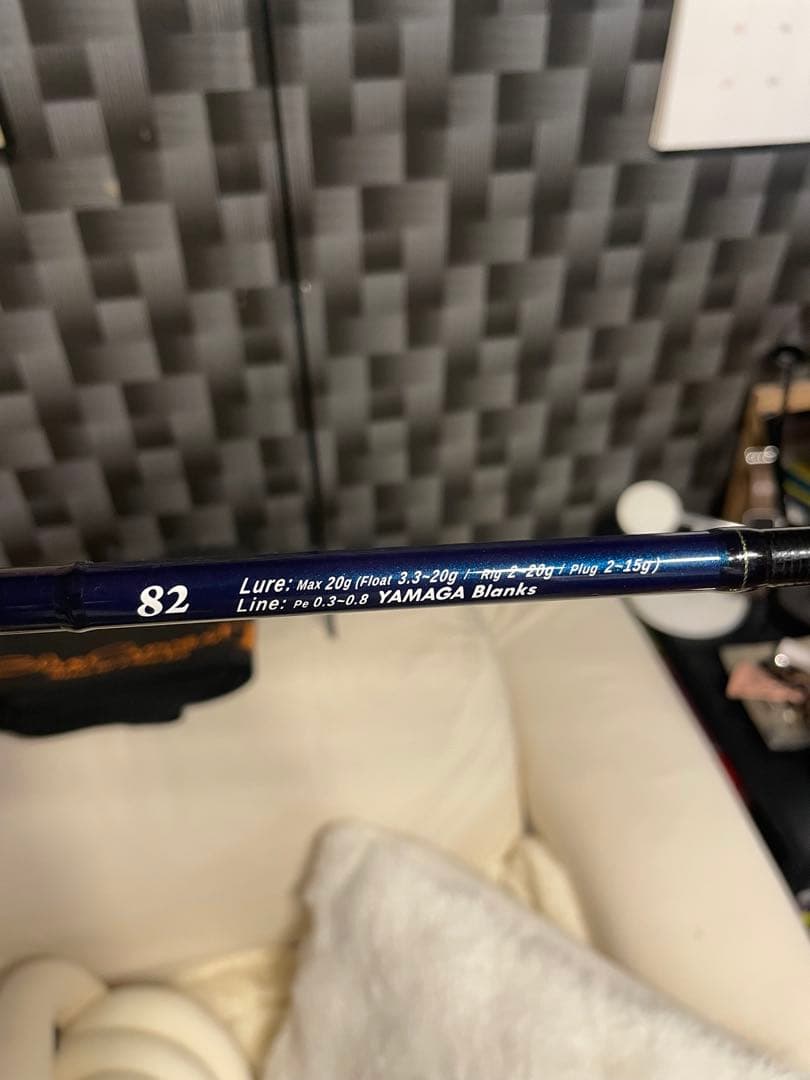 82
Lure: Max 20g (Float 3.3~20g / Rig 2~20g / Plug 2~15g)
Line: Pe 0.3~0.8 YAMAGA Blanks